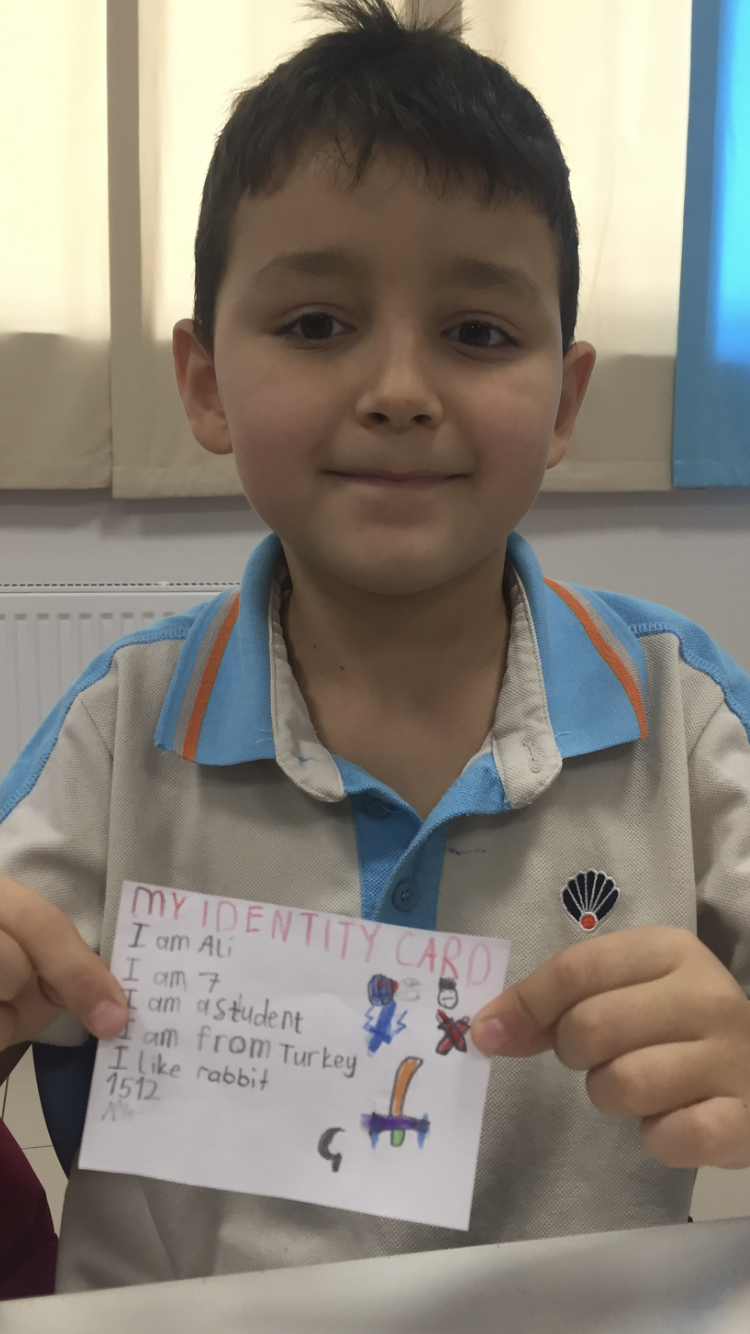 MY IDENTITY CARD
I am Ali
I am 7
I am a student
I am from Turkey
I like rabbit
1512